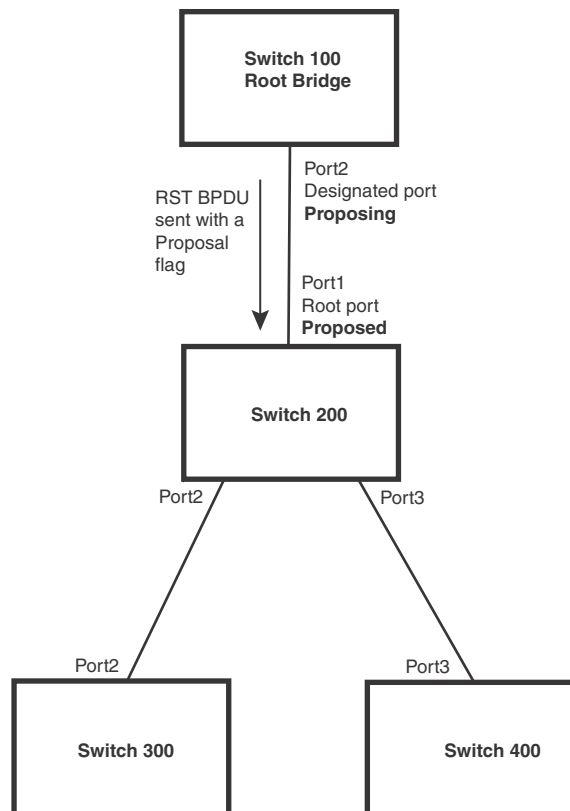 Switch 100
Root Bridge
Port2
Designated port
Proposing
RST BPDU
sent with a
Proposal
flag
Port1
Root port
Proposed
Switch 200
Port2
Port3
Port2
Port3
Switch 300
Switch 400